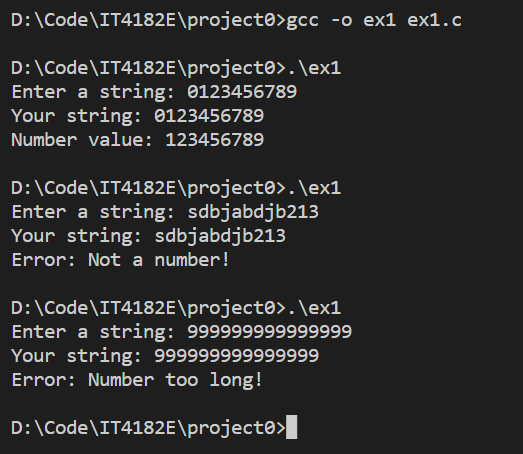 D:\Code\IT4182E\project0>gcc -o ex1 ex1.c
D:\Code\IT4182E\project0>.\ex1
Enter a string: 0123456789
Your string: 0123456789
Number value: 123456789
D:\Code\IT4182E\project0>.\ex1
Enter a string: sdbjabdjb213
Your string: sdbjabdjb213
Error: Not a number!
D:\Code\IT4182E\project0>.\ex1
Enter a string: 999999999999999
Your string: 999999999999999
Error: Number too long!
D:\Code\IT4182E\project0>